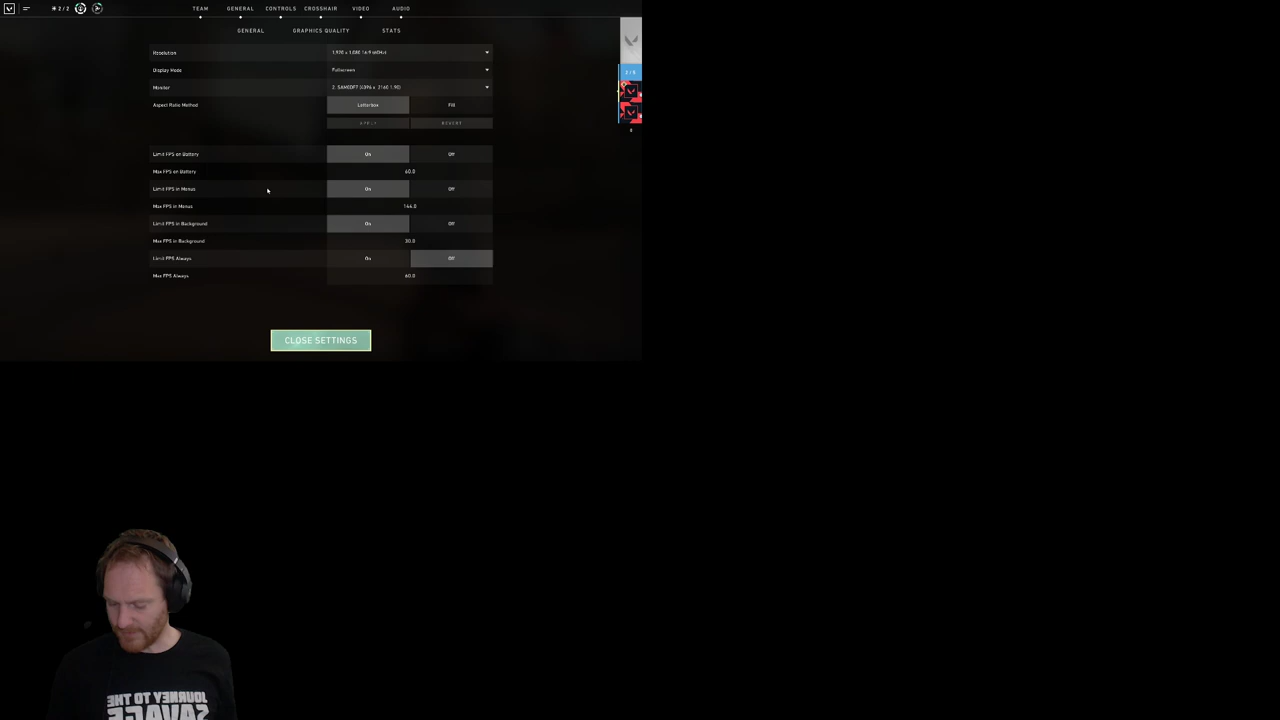 2 / 2
TEAM GENERAL CONTROLS CROSSHAIR VIDEO AUDIO
GENERAL GRAPHICS QUALITY STATS
Resolution
Display Mode Fullscreen
Monitor
Aspect Ratio Method Letterbox Fill
APPLY REVERT
Limit FPS on Battery On Off
Max FPS on Battery 60.0
Limit FPS in Menus On Off
Max FPS in Menus 144.0
Limit FPS in Background On Off
Max FPS in Background 30.0
Limit FPS Always On Off
Max FPS Always 60.0
CLOSE SETTINGS
JOURNEY TO THE
SAVAGE